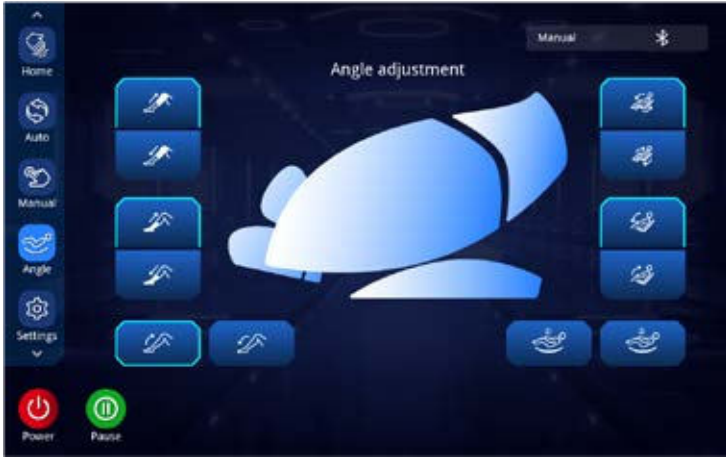 Manual
Home
Angle adjustment
Auto
Manual
Angle
Settings
Power
Pause